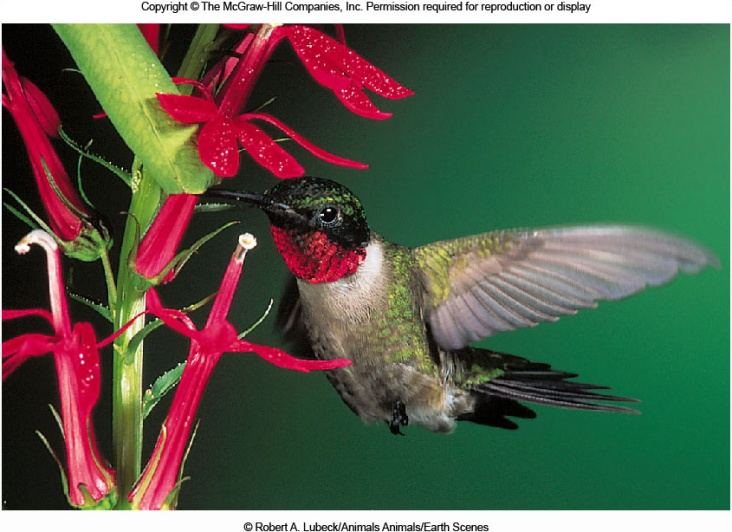 Copyright © The McGraw-Hill Companies, Inc. Permission required for reproduction or display
© Robert A. Lubeck/Animals Animals/Earth Scenes